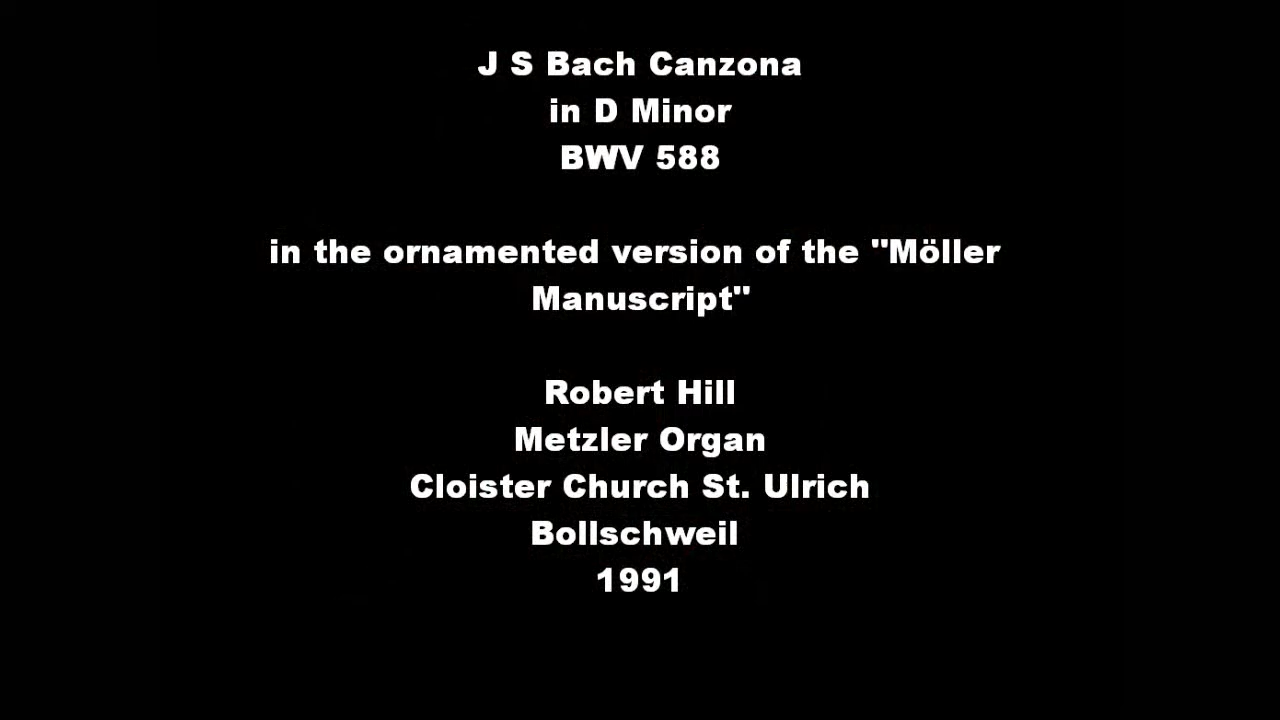 J S Bach Canzona
in D Minor
BWV 588
in the ornamented version of the "Möller
Manuscript"
Robert Hill
Metzler Organ
Cloister Church St. Ulrich
Bollschweil
1991